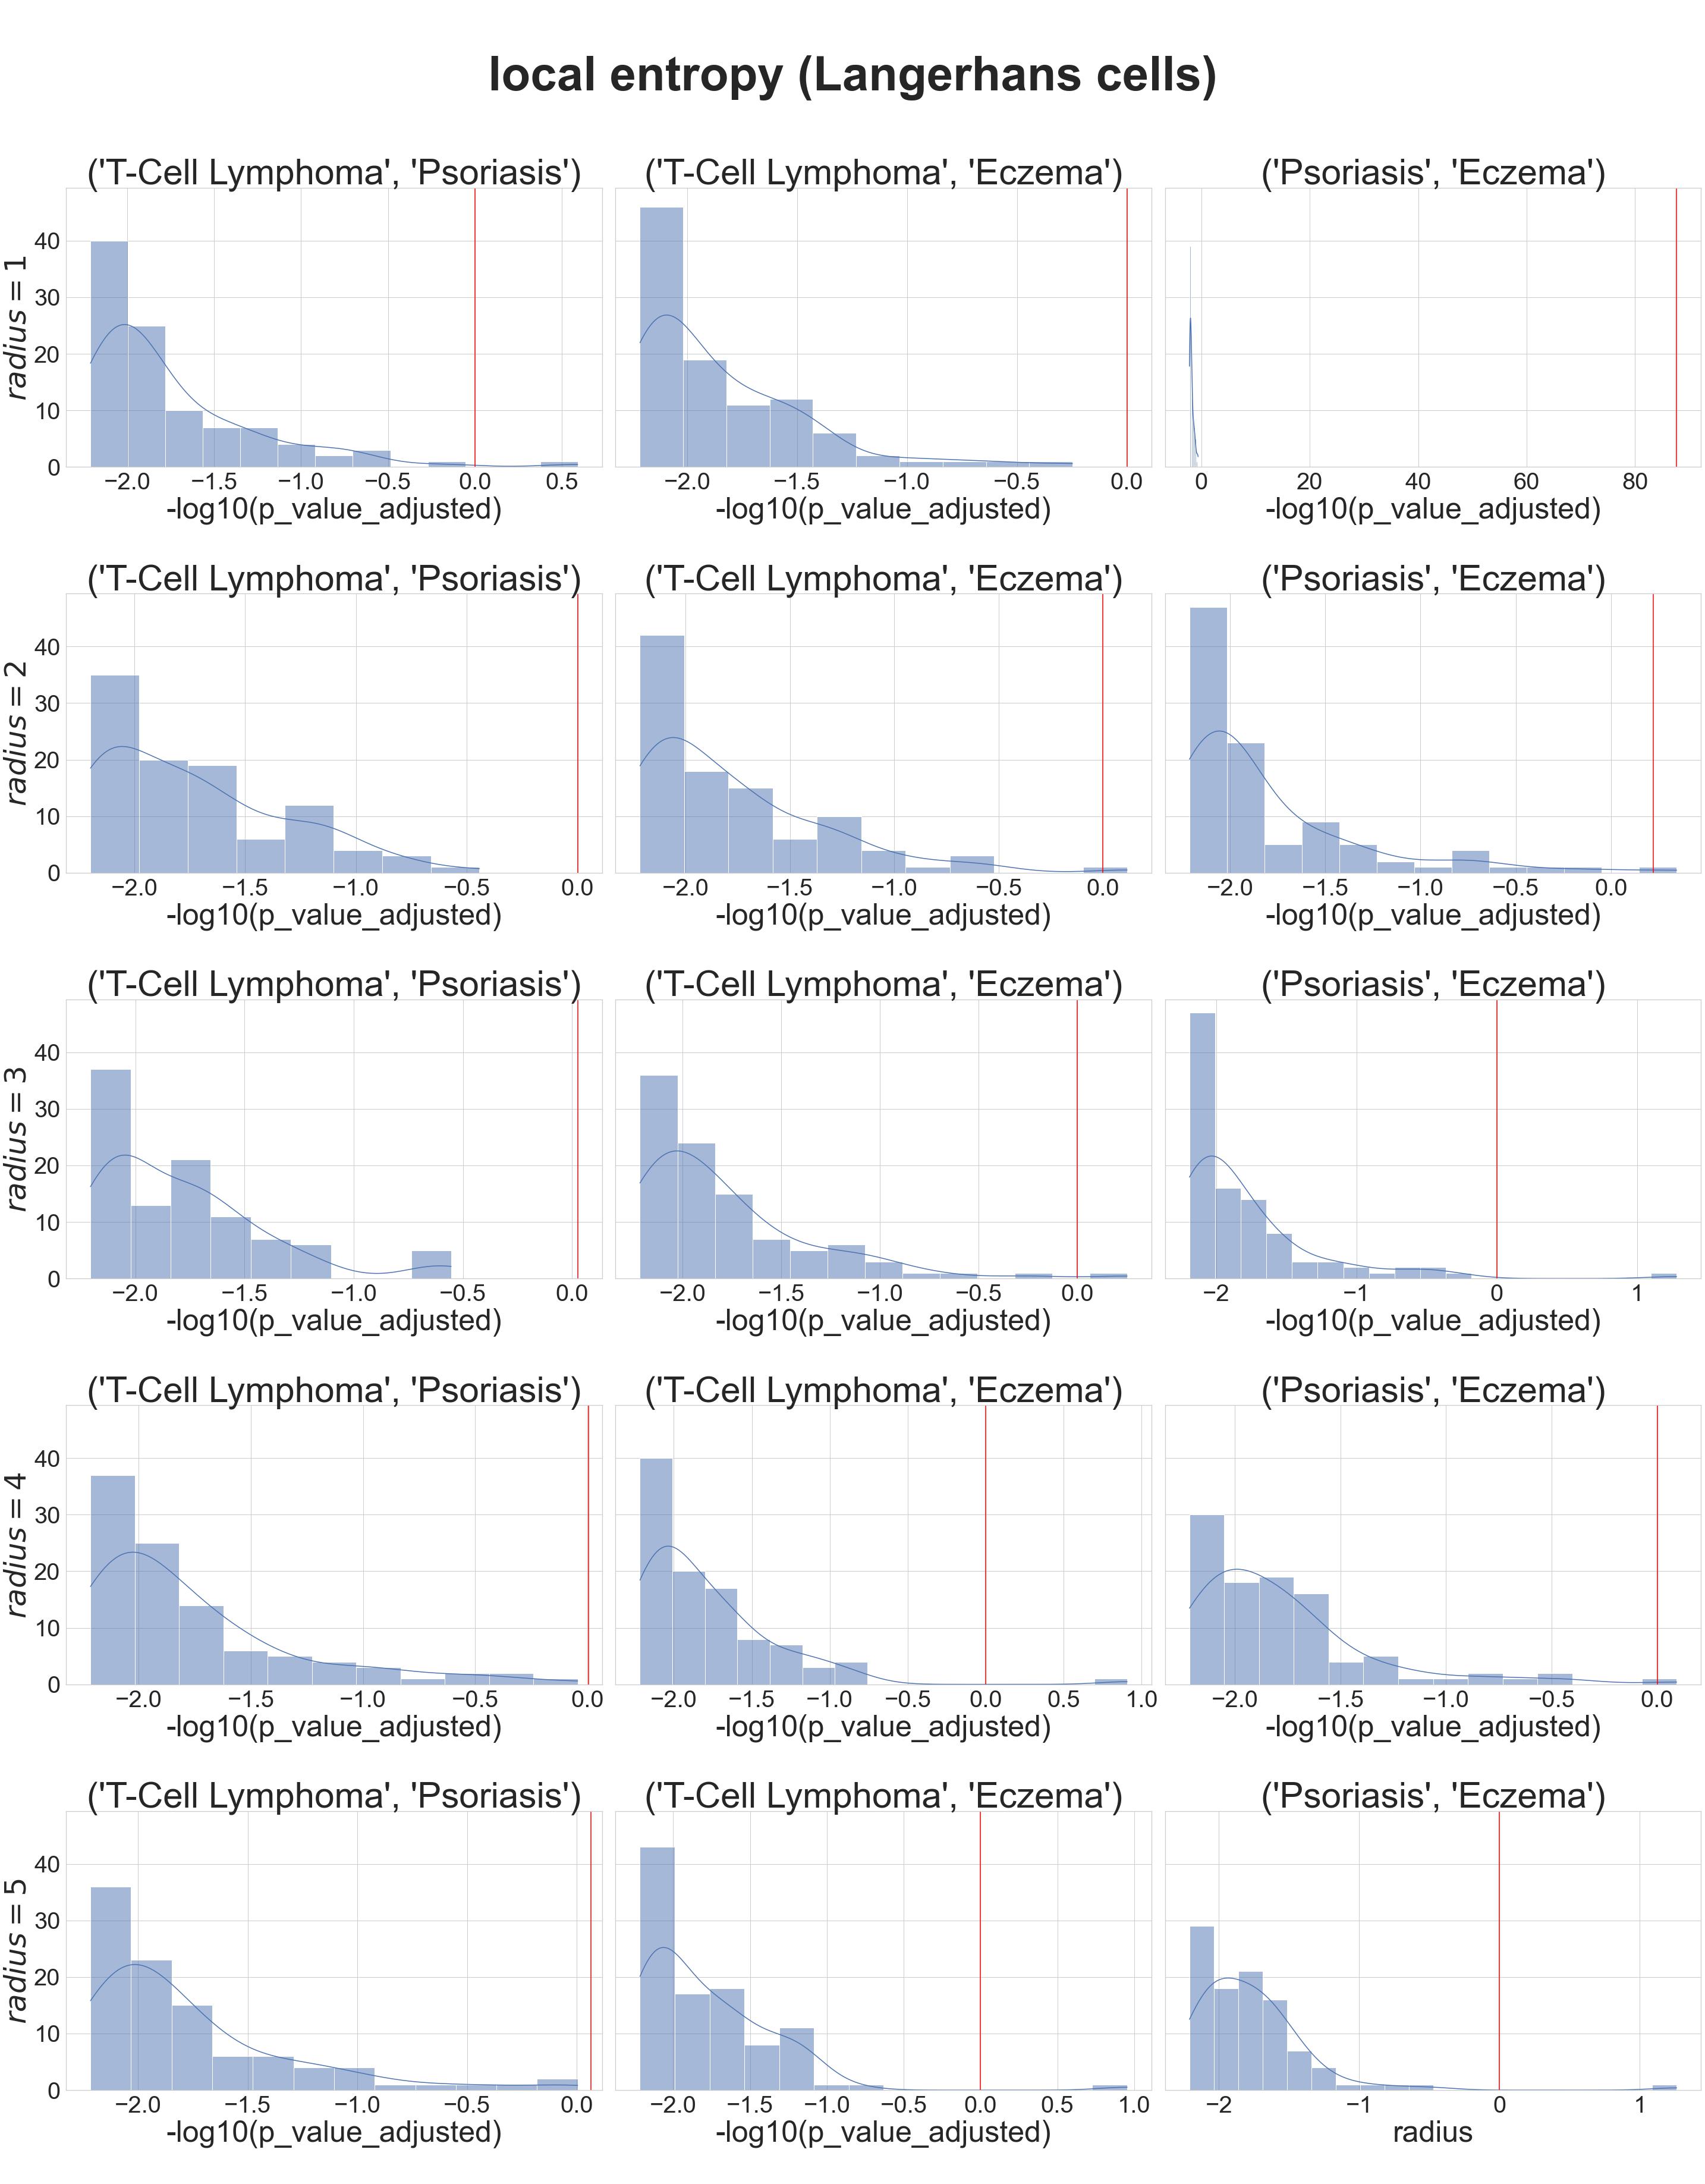 local entropy (Langerhans cells)
('T-Cell Lymphoma', 'Psoriasis') ('T-Cell Lymphoma', 'Eczema') ('Psoriasis', 'Eczema')
radius = 1
40
30
20
10
0
−2.0 −1.5 −1.0 −0.5 0.0 0.5 −2.0 −1.5 −1.0 −0.5 0.0 0 20 40 60 80
-log10(p_value_adjusted) -log10(p_value_adjusted) -log10(p_value_adjusted)
('T-Cell Lymphoma', 'Psoriasis') ('T-Cell Lymphoma', 'Eczema') ('Psoriasis', 'Eczema')
radius = 2
40
30
20
10
0
−2.0 −1.5 −1.0 −0.5 0.0 −2.0 −1.5 −1.0 −0.5 0.0 −2.0 −1.5 −1.0 −0.5 0.0
-log10(p_value_adjusted) -log10(p_value_adjusted) -log10(p_value_adjusted)
('T-Cell Lymphoma', 'Psoriasis') ('T-Cell Lymphoma', 'Eczema') ('Psoriasis', 'Eczema')
radius = 3
40
30
20
10
0
−2.0 −1.5 −1.0 −0.5 0.0 −2.0 −1.5 −1.0 −0.5 0.0 −2 −1 0 1
-log10(p_value_adjusted) -log10(p_value_adjusted) -log10(p_value_adjusted)
('T-Cell Lymphoma', 'Psoriasis') ('T-Cell Lymphoma', 'Eczema') ('Psoriasis', 'Eczema')
radius = 4
40
30
20
10
0
−2.0 −1.5 −1.0 −0.5 0.0 −2.0 −1.5 −1.0 −0.5 0.0 0.5 1.0 −2.0 −1.5 −1.0 −0.5 0.0
-log10(p_value_adjusted) -log10(p_value_adjusted) -log10(p_value_adjusted)
('T-Cell Lymphoma', 'Psoriasis') ('T-Cell Lymphoma', 'Eczema') ('Psoriasis', 'Eczema')
radius = 5
40
30
20
10
0
−2.0 −1.5 −1.0 −0.5 0.0 −2.0 −1.5 −1.0 −0.5 0.0 0.5 1.0 −2 −1 0 1
-log10(p_value_adjusted) -log10(p_value_adjusted) radius